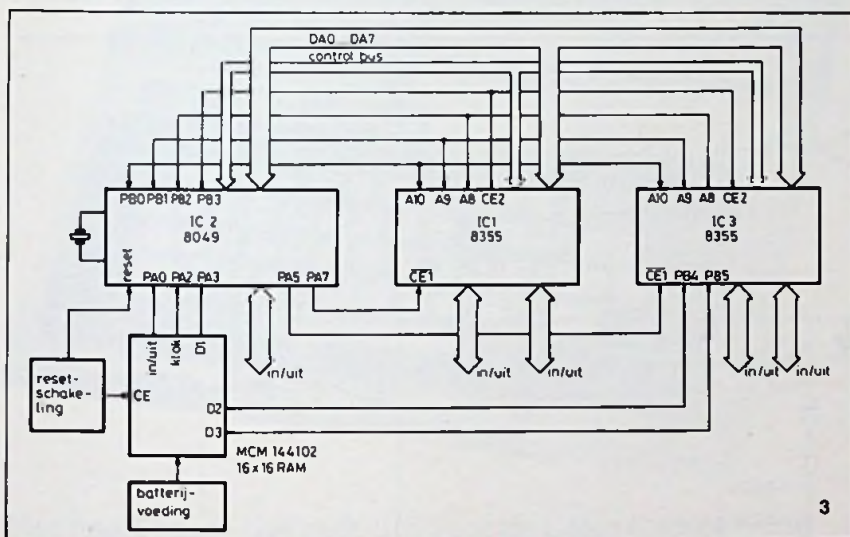 DA0 _ DA7
control bus
PB0 PB1 PB2 PB3
A10 A9 A8 CE2
A10 A9 A8 CE2
IC 2
8049
IC1
8355
IC 3
8355
reset
PA0 PA2 PA3
PA5 PA7
CE1
CE1 PB4 PB5
in/uit
klok
D1
in/uit
in/uit
in/uit
in/uit
in/uit
reset-
schake-
ling
CE
D2
D3
MCM 144102
16 x 16 RAM
batterij-
voeding
3